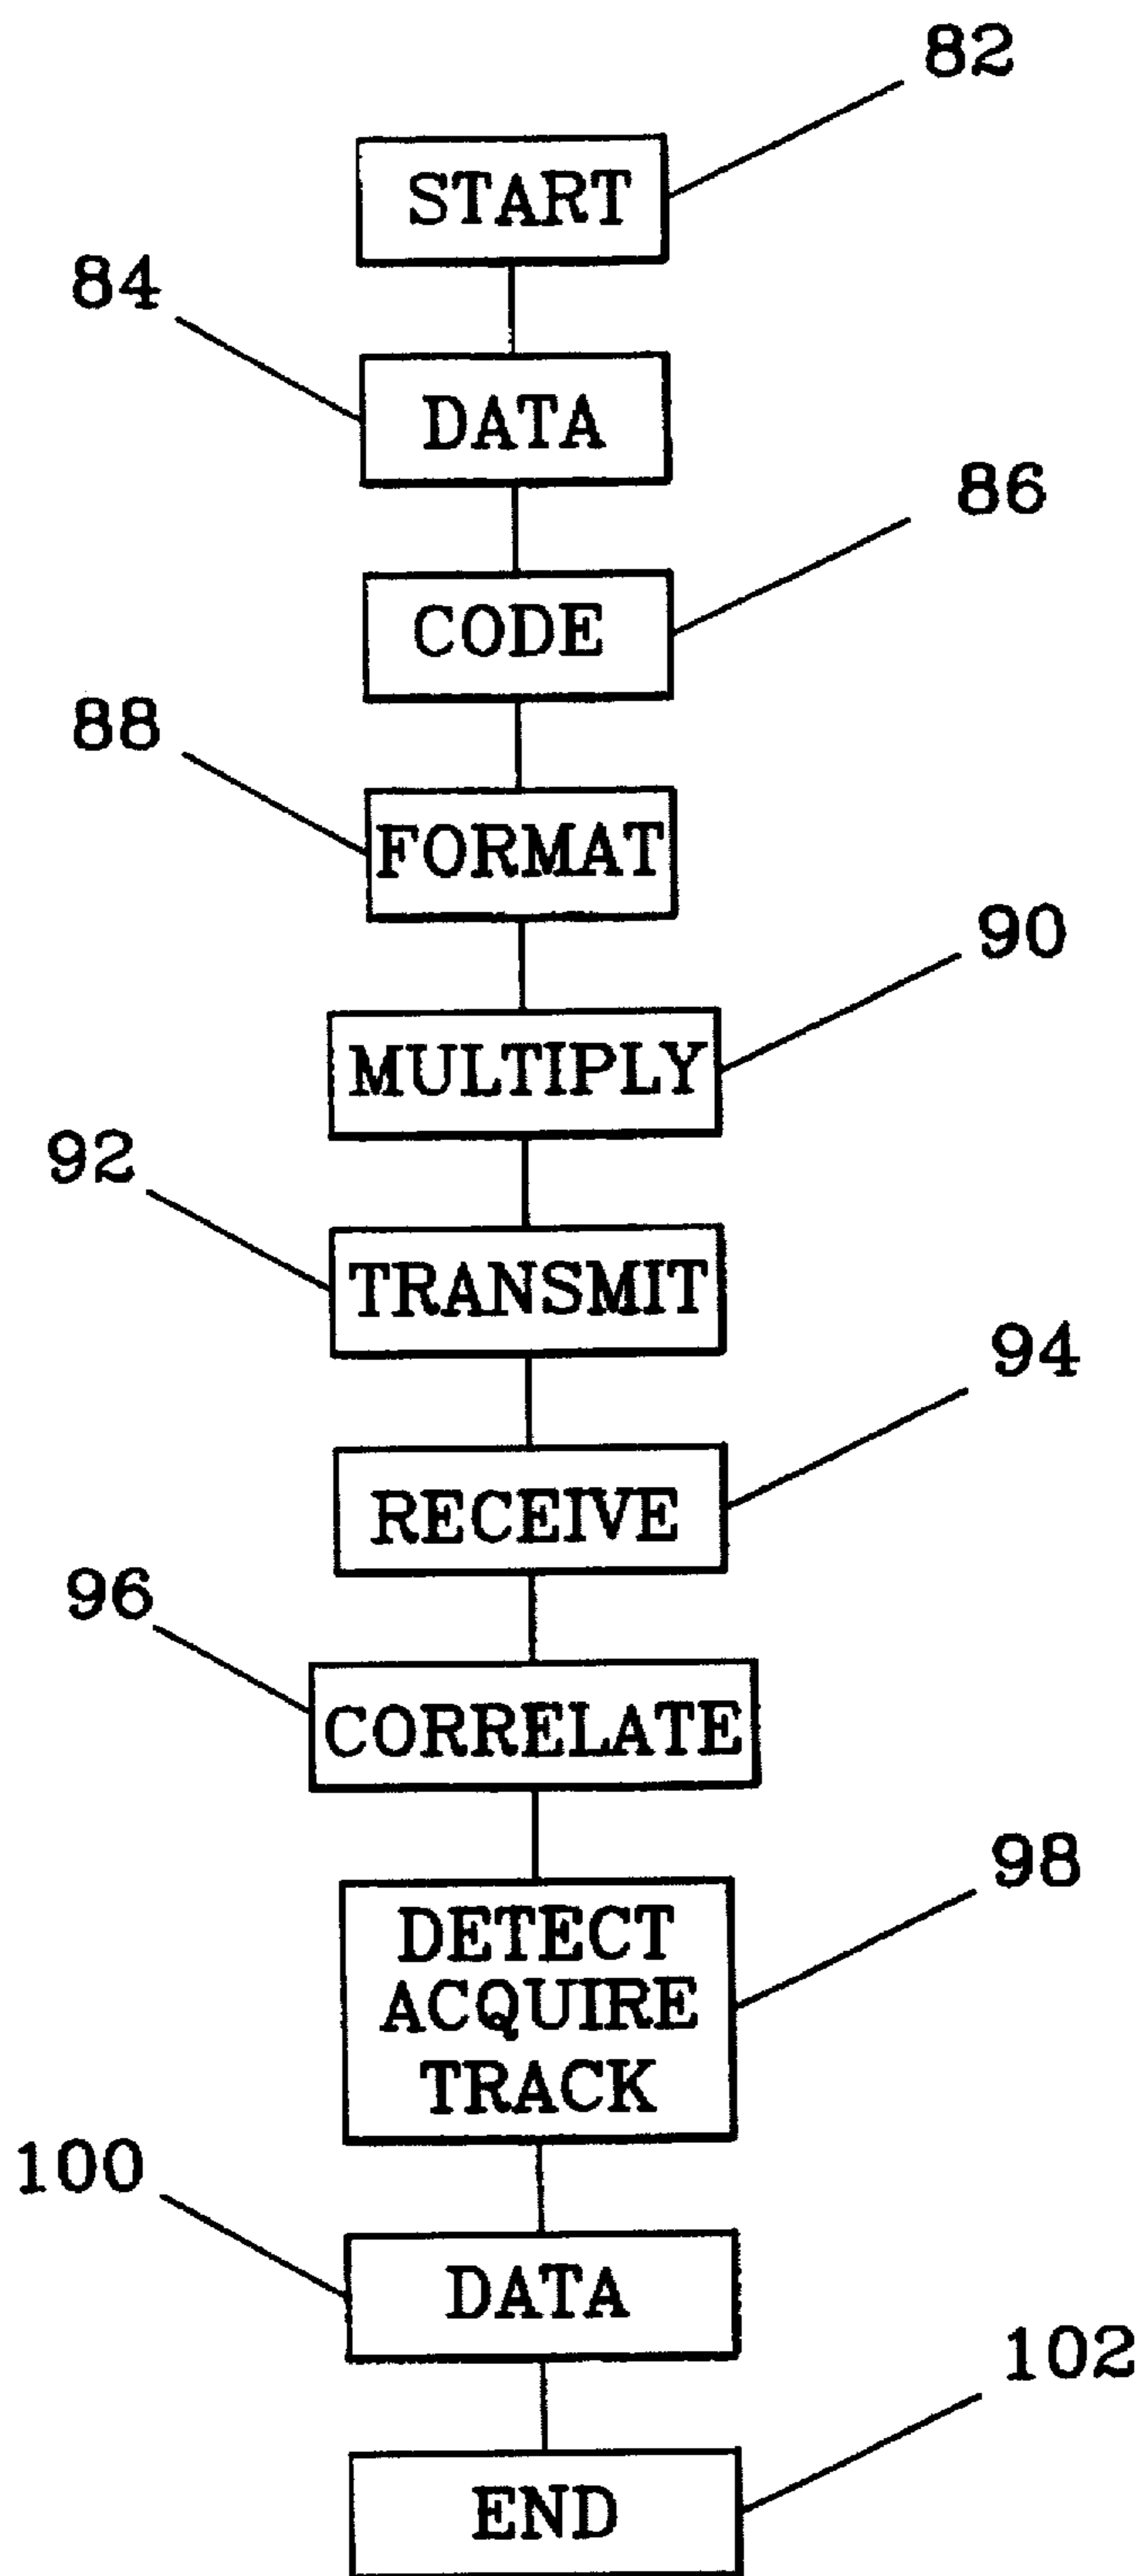 82
START
84
DATA
86
CODE
88
FORMAT
90
MULTIPLY
92
TRANSMIT
94
RECEIVE
96
CORRELATE
98
DETECT
ACQUIRE
TRACK
100
DATA
102
END